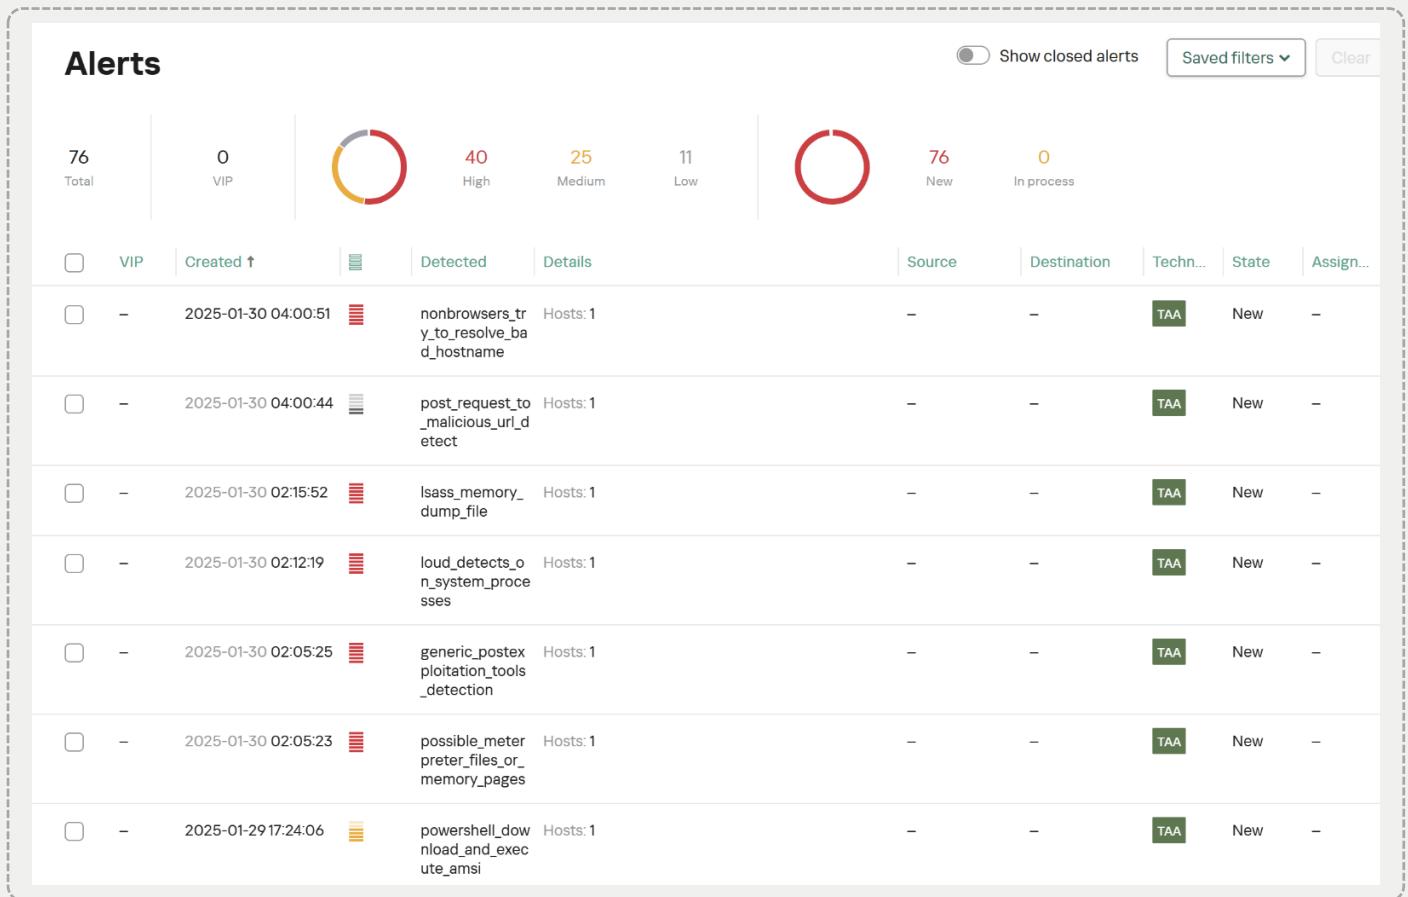 Alerts
Show closed alerts
Saved filters
Clear
76
Total
0
VIP
40
High
25
Medium
11
Low
76
New
0
In process
VIP
Created ↑
Detected
Details
Source
Destination
Techn...
State
Assign...
– 2025-01-30 04:00:51 nonbrowsers_tr Hosts: 1 – – TAA New –
y_to_resolve_ba
d_hostname
– 2025-01-30 04:00:44 post_request_to Hosts: 1 – – TAA New –
_malicious_url_d
etect
– 2025-01-30 02:15:52 lsass_memory_ Hosts: 1 – – TAA New –
dump_file
– 2025-01-30 02:12:19 loud_detects_o Hosts: 1 – – TAA New –
n_system_proce
sses
– 2025-01-30 02:05:25 generic_postex Hosts: 1 – – TAA New –
ploitation_tools
_detection
– 2025-01-30 02:05:23 possible_meter Hosts: 1 – – TAA New –
preter_files_or_
memory_pages
– 2025-01-29 17:24:06 powershell_dow Hosts: 1 – – TAA New –
nload_and_exec
ute_amsi